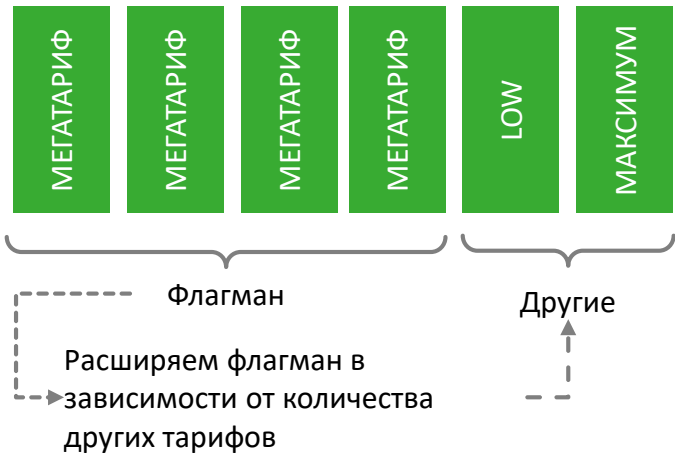 МЕГАТАРИФ
МЕГАТАРИФ
МЕГАТАРИФ
МЕГАТАРИФ
LOW
МАКСИМУМ
Флагман
Другие
Расширяем флагман в
зависимости от количества
других тарифов